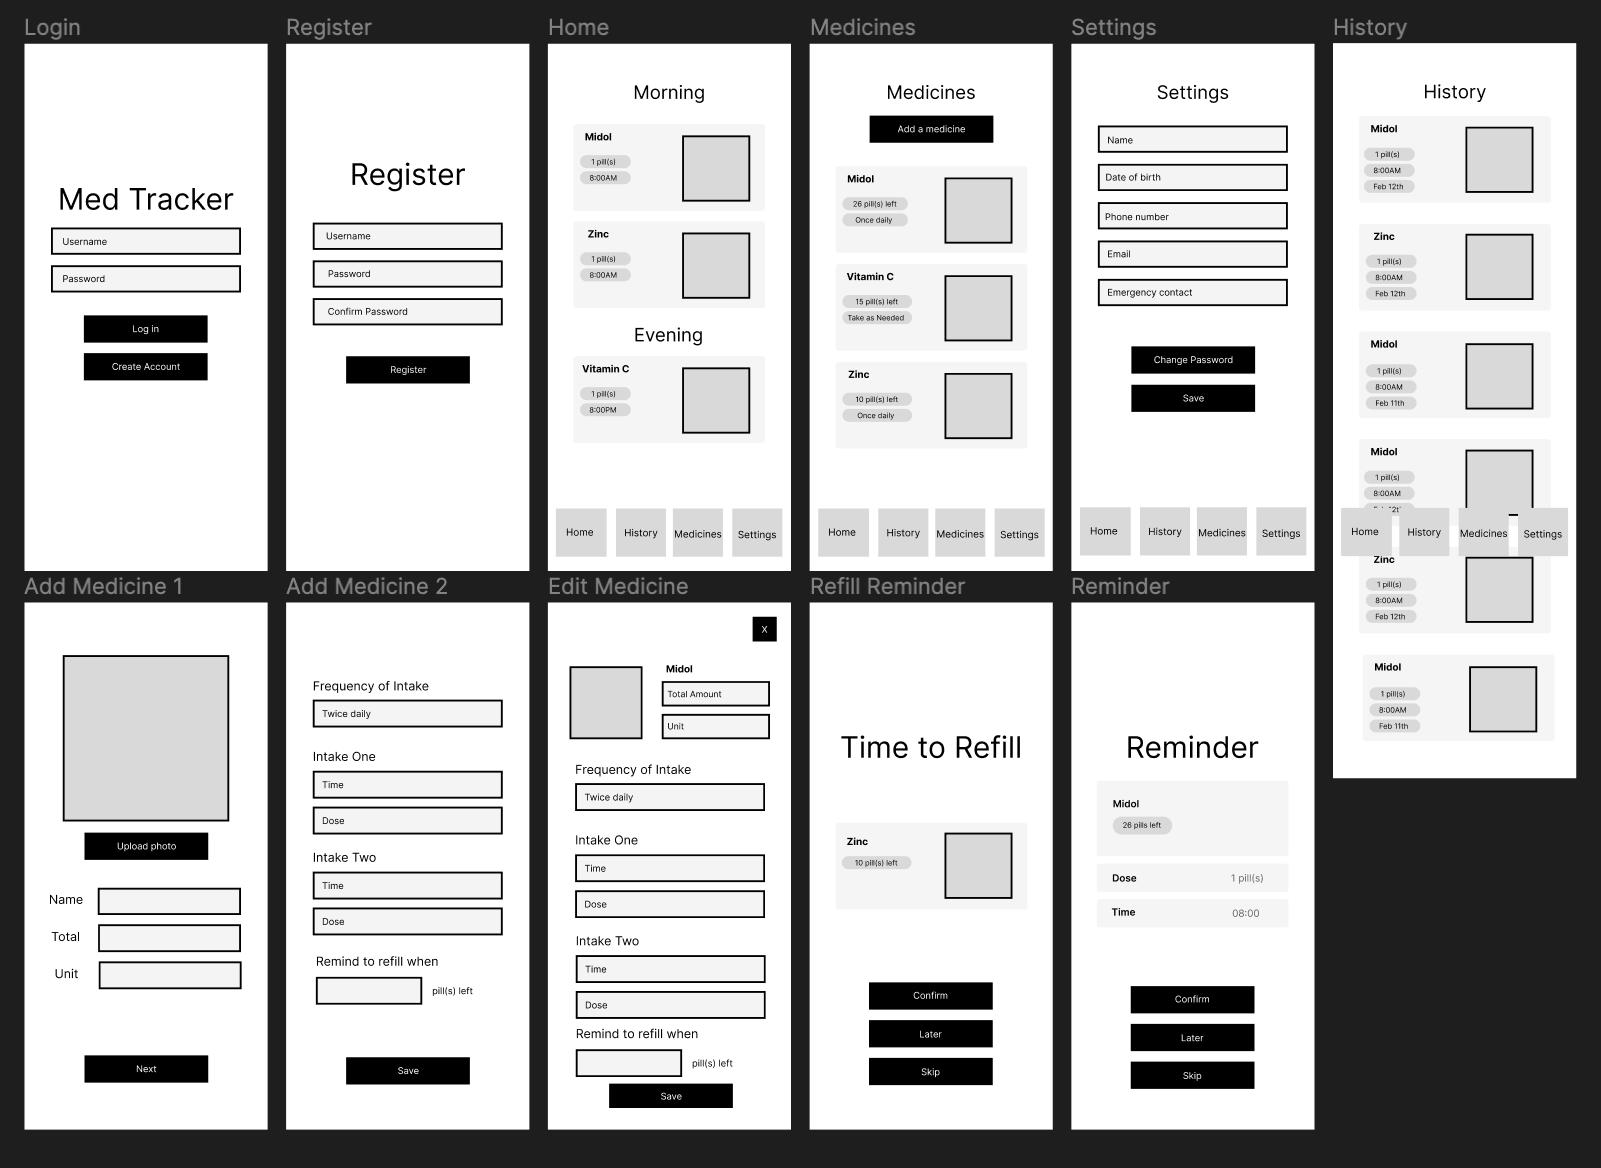 Login
Med Tracker
Username
Password
Log in
Create Account
Register
Register
Username
Password
Confirm Password
Register
Home
Morning
Midol
1 pill(s)
8:00AM
Zinc
1 pill(s)
8:00AM
Evening
Vitamin C
1 pill(s)
8:00PM
Home
History
Medicines
Settings
Medicines
Medicines
Add a medicine
Midol
26 pill(s) left
Once daily
Vitamin C
15 pill(s) left
Take as Needed
Zinc
10 pill(s) left
Once daily
Home
History
Medicines
Settings
Settings
Settings
Name
Date of birth
Phone number
Email
Emergency contact
Change Password
Save
Home
History
Medicines
Settings
History
History
Midol
1 pill(s)
8:00AM
Feb 12th
Zinc
1 pill(s)
8:00AM
Feb 12th
Midol
1 pill(s)
8:00AM
Feb 11th
Midol
1 pill(s)
8:00AM
Home
History
Medicines
Settings
Zinc
1 pill(s)
8:00AM
Feb 12th
Midol
1 pill(s)
8:00AM
Feb 11th
Add Medicine 1
Upload photo
Name
Total
Unit
Next
Add Medicine 2
Frequency of Intake
Twice daily
Intake One
Time
Dose
Intake Two
Time
Dose
Remind to refill when
pill(s) left
Save
Edit Medicine
X
Midol
Total Amount
Unit
Frequency of Intake
Twice daily
Intake One
Time
Dose
Intake Two
Time
Dose
Remind to refill when
pill(s) left
Save
Refill Reminder
Time to Refill
Zinc
10 pill(s) left
Confirm
Later
Skip
Reminder
Reminder
Midol
26 pills left
Dose 1 pill(s)
Time 08:00
Confirm
Later
Skip